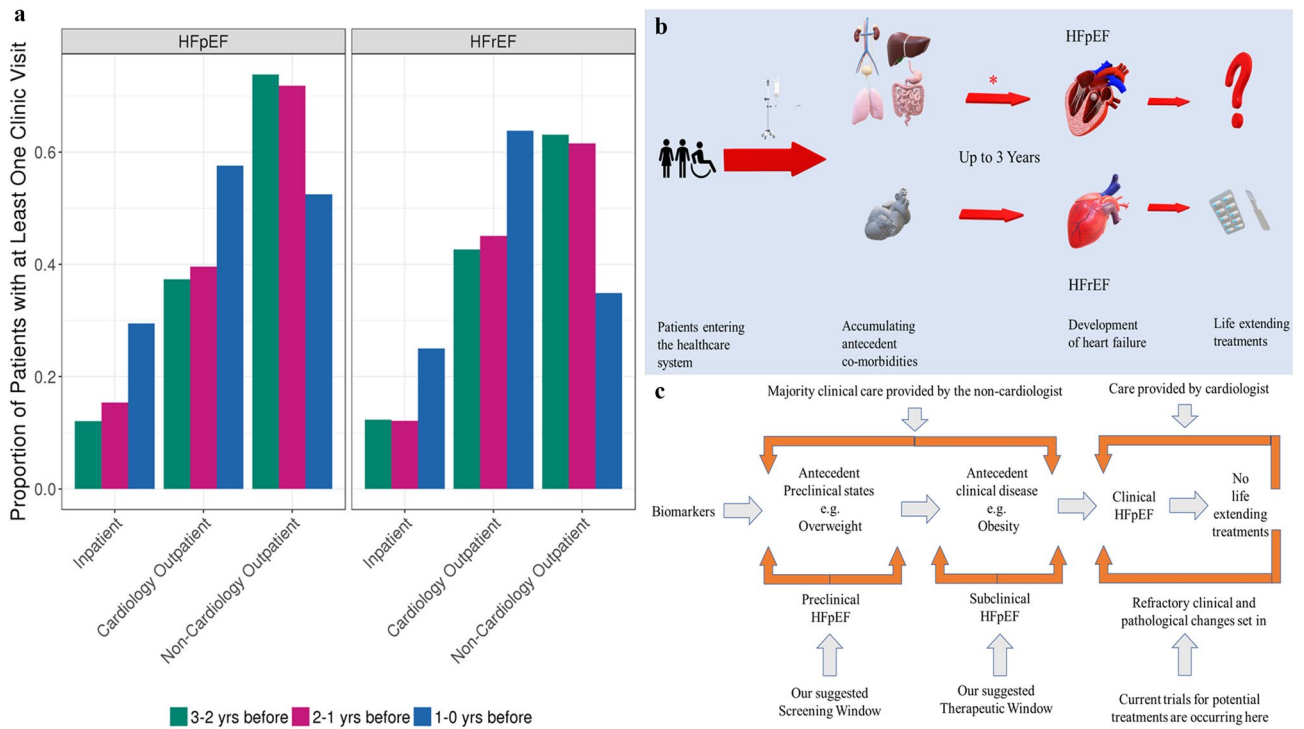 a
Proportion of Patients with at Least One Clinic Visit
HFpEF
HFrEF
0.6
0.4
0.2
0.0
Inpatient
Cardiology Outpatient
Non-Cardiology Outpatient
Inpatient
Cardiology Outpatient
Non-Cardiology Outpatient
3-2 yrs before
2-1 yrs before
1-0 yrs before
b
HFpEF
*
Up to 3 Years
HFrEF
Patients entering
the healthcare
system
Accumulating
antecedent
co-morbidities
Development
of heart failure
Life extending
treatments
c
Majority clinical care provided by the non-cardiologist
Care provided by cardiologist
Biomarkers
Antecedent
Preclinical states
e.g.
Overweight
Antecedent
clinical disease
e.g.
Obesity
Clinical
HFpEF
No
life
extending
treatments
Preclinical
HFpEF
Subclinical
HFpEF
Refractory clinical and
pathological changes set in
Our suggested
Screening Window
Our suggested
Therapeutic Window
Current trials for potential
treatments are occurring here